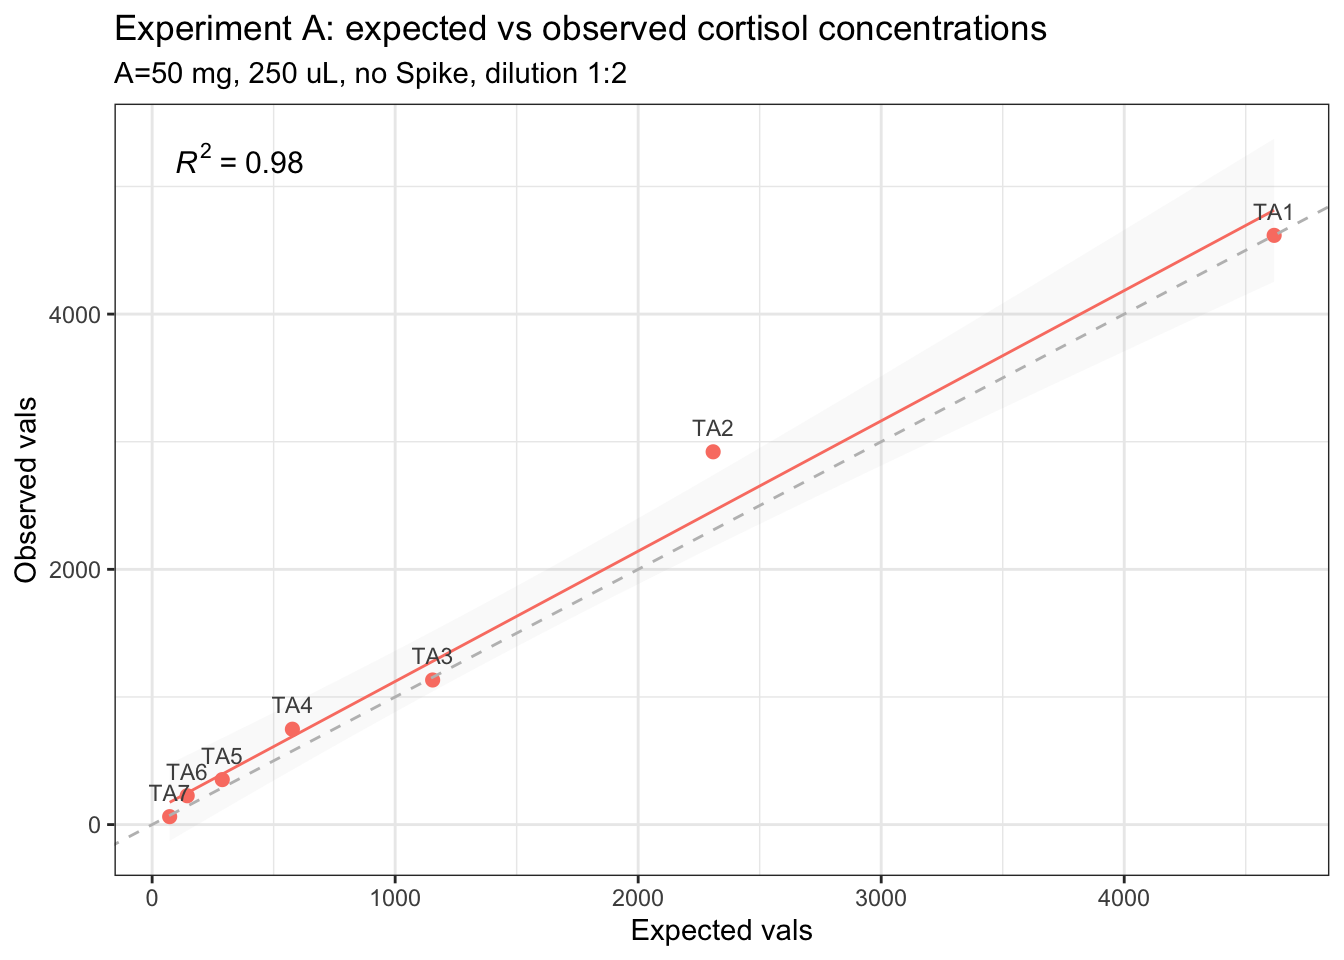 Experiment A: expected vs observed cortisol concentrations
A=50 mg, 250 uL, no Spike, dilution 1:2
R² = 0.98
TA1
4000
TA2
Observed vals
2000
TA3
TA4
TA5
TA6
TA7
0
0 1000 2000 3000 4000
Expected vals